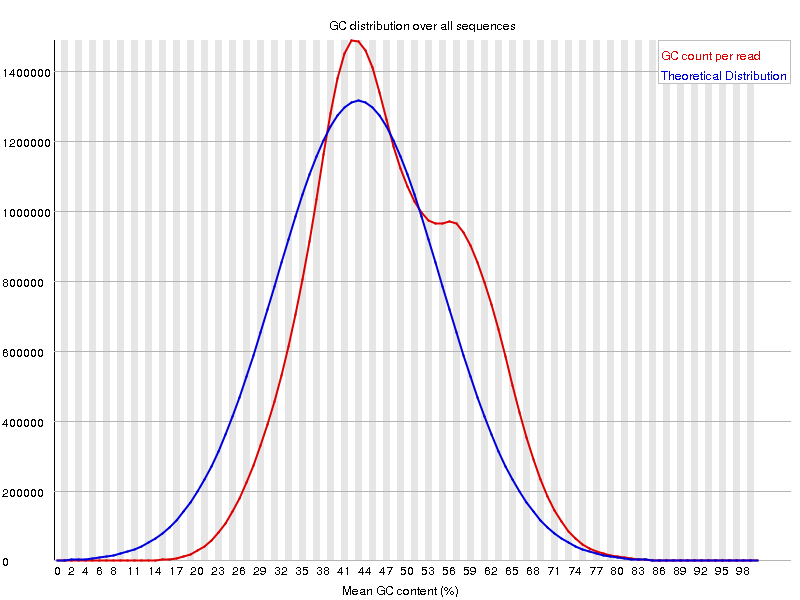 GC distribution over all sequences
GC count per read
Theoretical Distribution
1400000
1200000
1000000
800000
600000
400000
200000
0
0 2 4 6 8 11 14 17 20 23 26 29 32 35 38 41 44 47 50 53 56 59 62 65 68 71 74 77 80 83 86 89 92 95 98
Mean GC content (%)